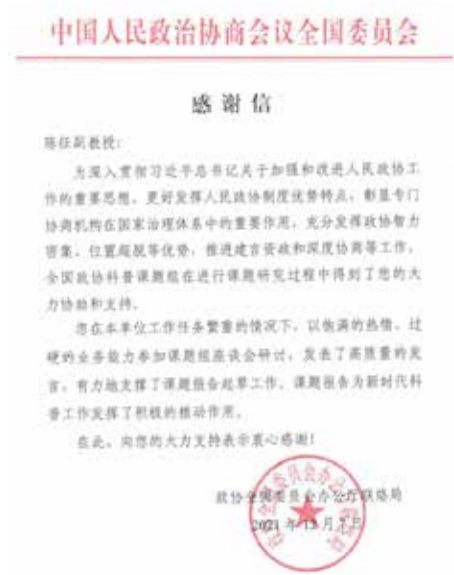 中国人民政治协商会议全国委员会
感谢信
陈征副教授:
为深入贯彻习近平总书记关于加强和改进人民政协工
作的重要思想,更好发挥人民政协制度优势特点,彰显专门
协商机构在国家治理体系中的重要作用,充分发挥政协智力
密集、位置超脱等优势,推进建言资政和深度协商等工作,
全国政协科普课题组在进行课题研究过程中得到了您的大
力协助和支持。
您在本单位工作任务繁重的情况下,以饱满的热情、过
硬的业务能力参加课题组座谈会研讨,发表了高质量的发
言,有力地支撑了课题报告起草工作。课题报告为新时代科
普工作发挥了积极的推动作用。
在此,向您的大力支持表示衷心感谢!
政协全国委员会办公厅联络局
2021年12月7日